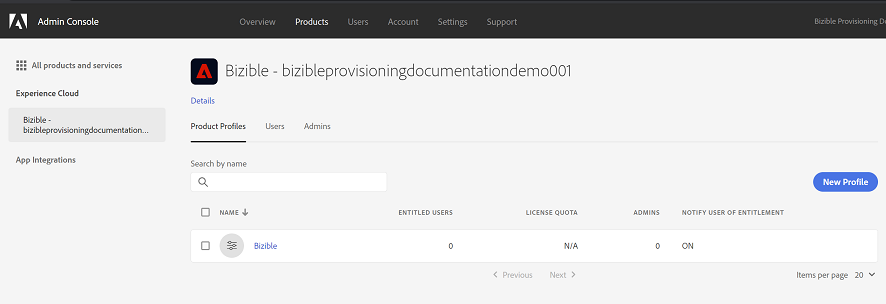 Admin Console
Overview
Products
Users
Account
Settings
Support
Bizible Provisioning De
All products and services
Experience Cloud
Bizible -
bizibleprovisioningdocumentation...
App Integrations
Bizible - bizibleprovisioningdocumentationdemo001
Details
Product Profiles
Users
Admins
Search by name
New Profile
NAME
ENTITLED USERS
LICENSE QUOTA
ADMINS
NOTIFY USER OF ENTITLEMENT
Bizible
0
N/A
0
ON
Previous
Next
Items per page
20